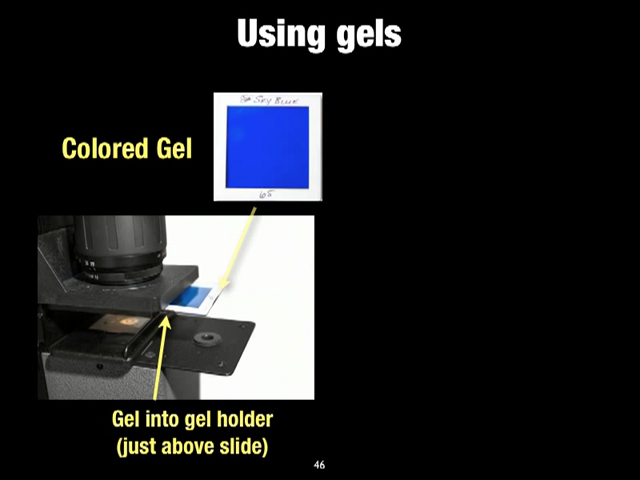 Using gels
Sky Blue
Colored Gel
65
Gel into gel holder
(just above slide)
46